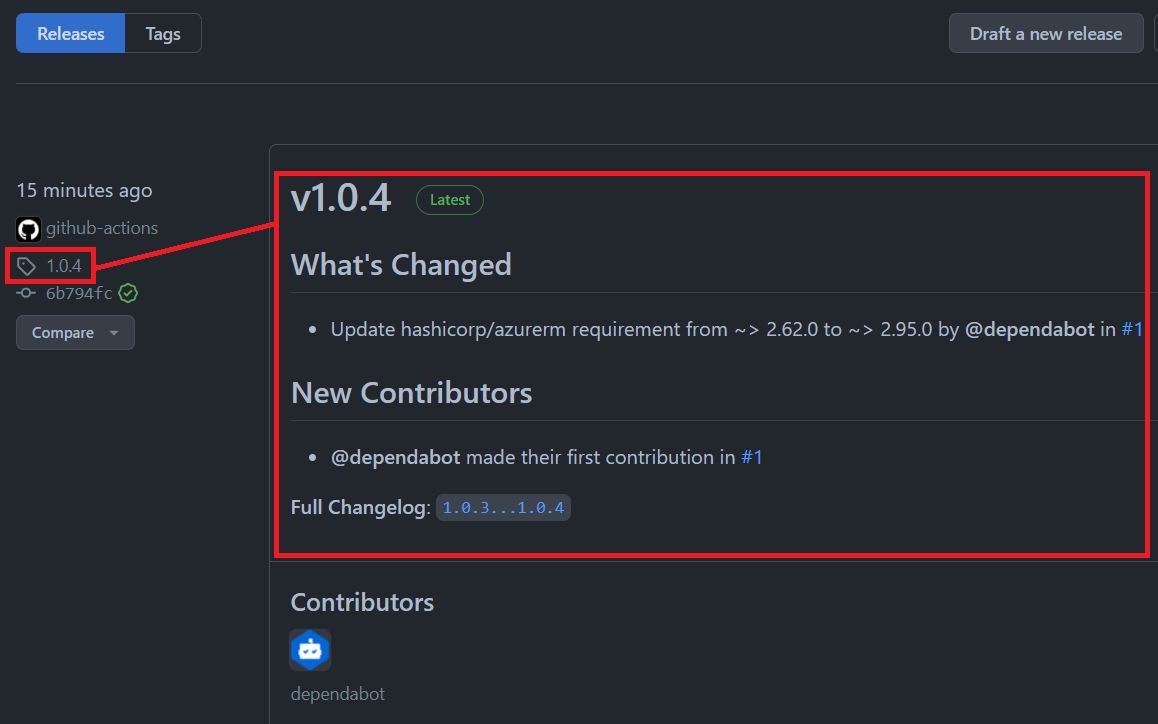 Releases
Tags
Draft a new release
15 minutes ago
github-actions
1.0.4
6b794fc
Compare
v1.0.4 Latest
What's Changed
• Update hashicorp/azurerm requirement from ~> 2.62.0 to ~> 2.95.0 by @dependabot in #1
New Contributors
• @dependabot made their first contribution in #1
Full Changelog: 1.0.3...1.0.4
Contributors
dependabot